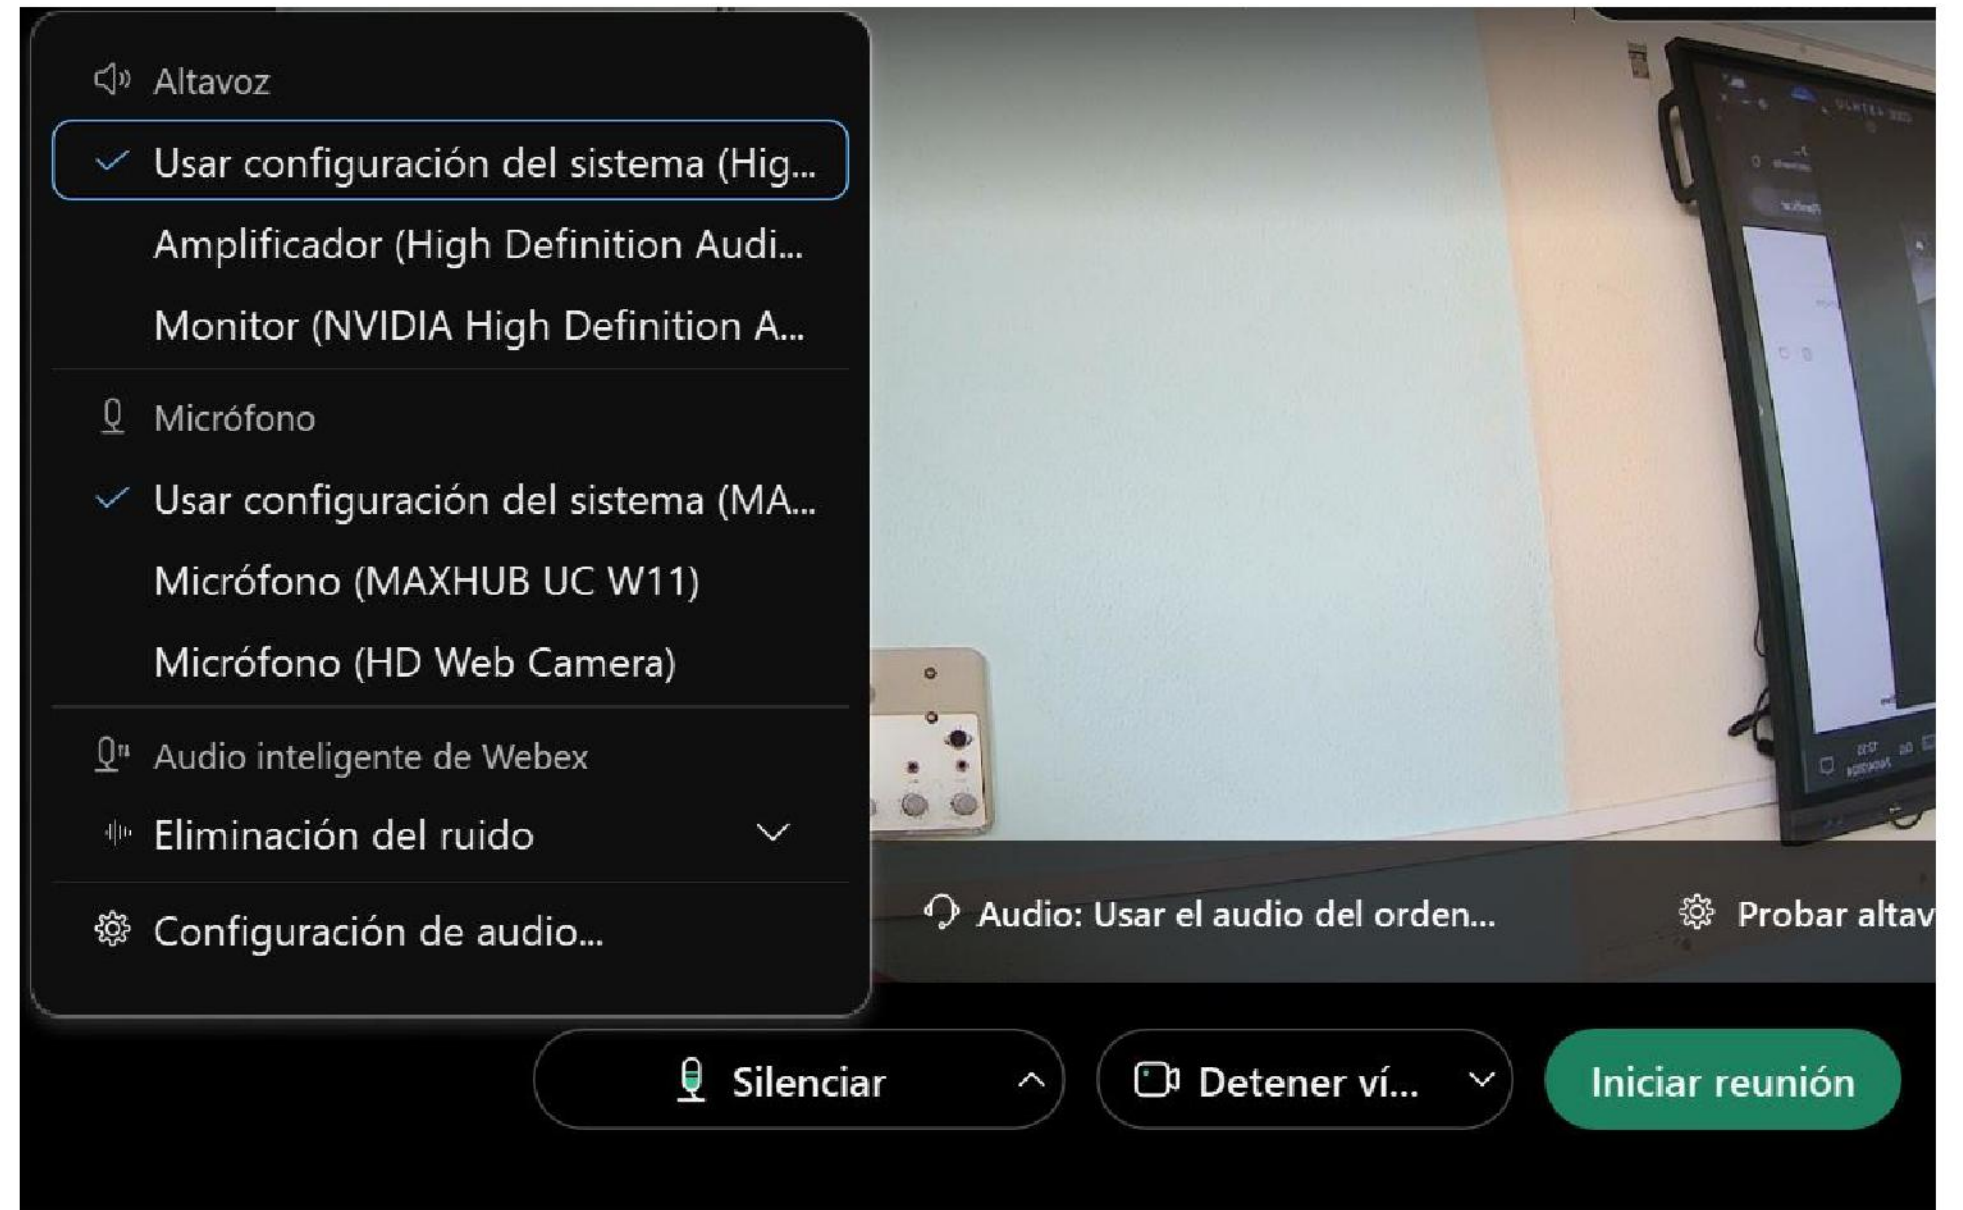 Altavoz
Usar configuración del sistema (Hig...
Amplificador (High Definition Audi...
Monitor (NVIDIA High Definition A...
Micrófono
Usar configuración del sistema (MA...
Micrófono (MAXHUB UC W11)
Micrófono (HD Web Camera)
Audio inteligente de Webex
Eliminación del ruido
Configuración de audio...
Audio: Usar el audio del orden...
Probar altav
Silenciar
Detener ví...
Iniciar reunión